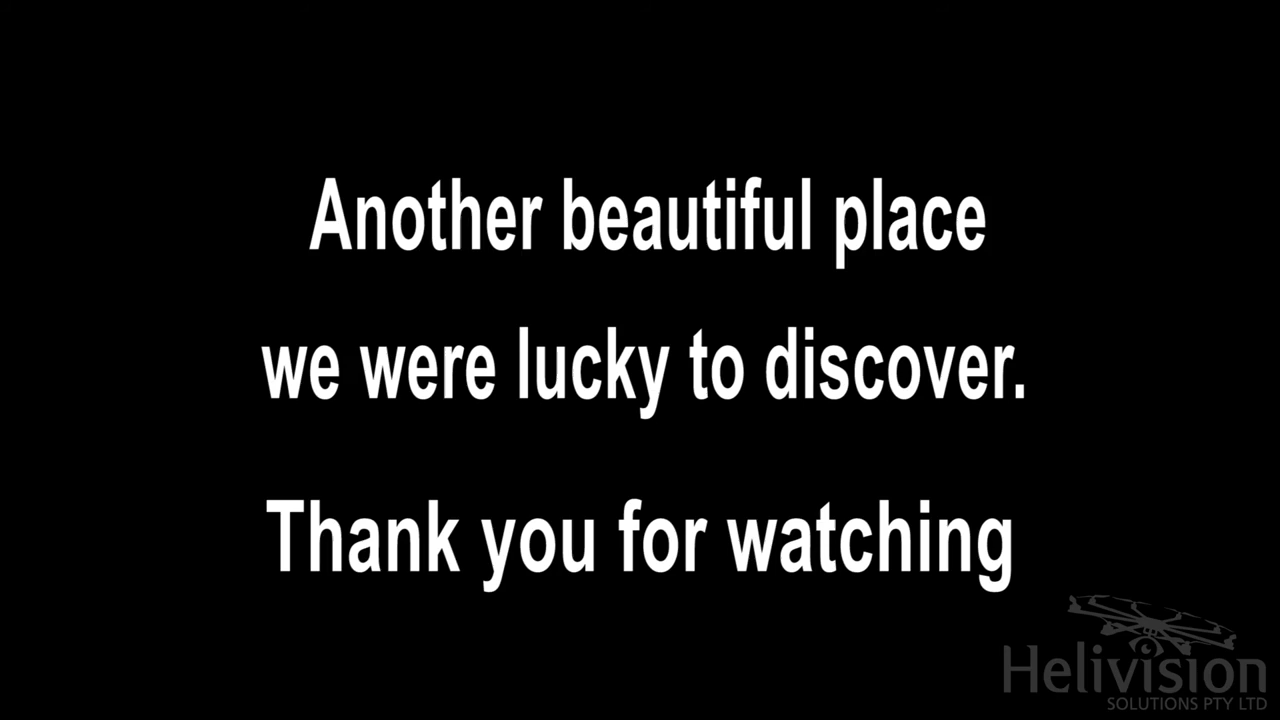 Another beautiful place
we were lucky to discover.
Thank you for watching
Helivision
SOLUTIONS PTY LTD